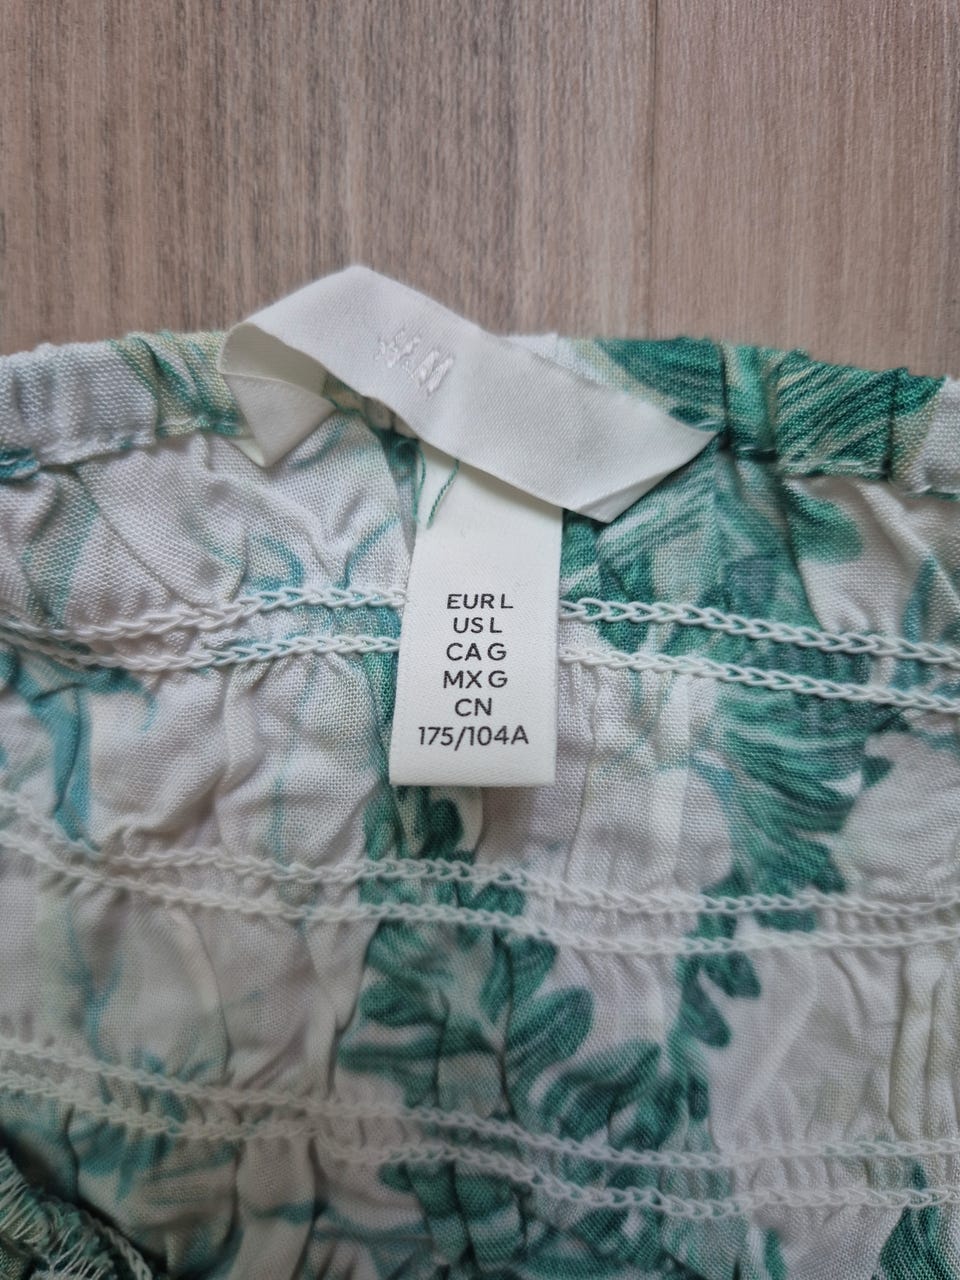 H&M
EUR L
US L
CA G
MX G
CN
175/104A